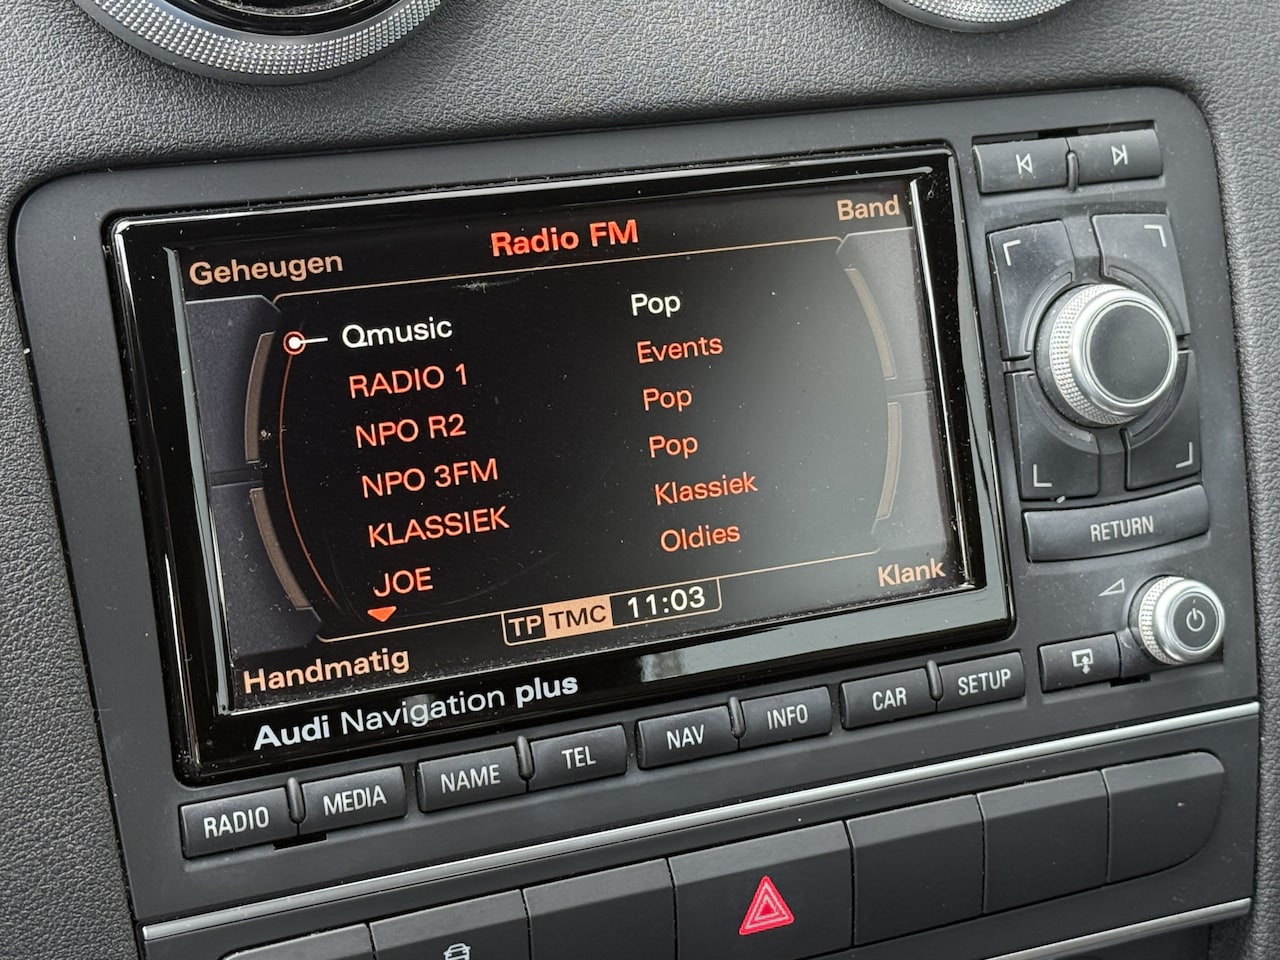 Geheugen
Radio FM
Band
Qmusic Pop
RADIO 1 Events
NPO R2 Pop
NPO 3FM Pop
KLASSIEK Klassiek
JOE Oldies
Handmatig
TP TMC 11:03
Klank
Audi Navigation plus
RADIO
MEDIA
NAME
TEL
NAV
INFO
CAR
SETUP
RETURN